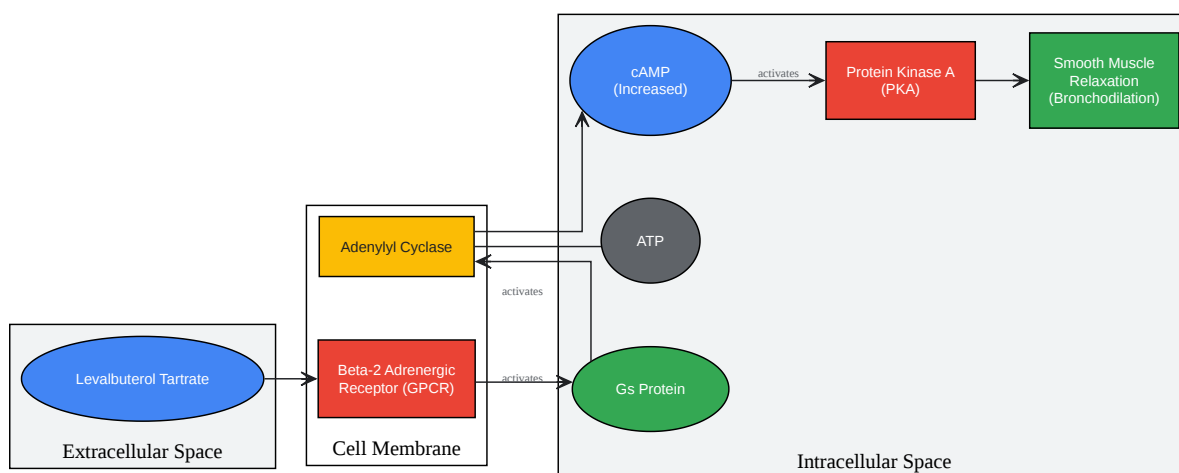 cAMP
(Increased)
activates
Protein Kinase A
(PKA)
Smooth Muscle
Relaxation
(Bronchodilation)
Adenylyl Cyclase
ATP
activates
Levalbuterol Tartrate
Beta-2 Adrenergic
Receptor (GPCR)
activates
Gs Protein
Extracellular Space
Cell Membrane
Intracellular Space